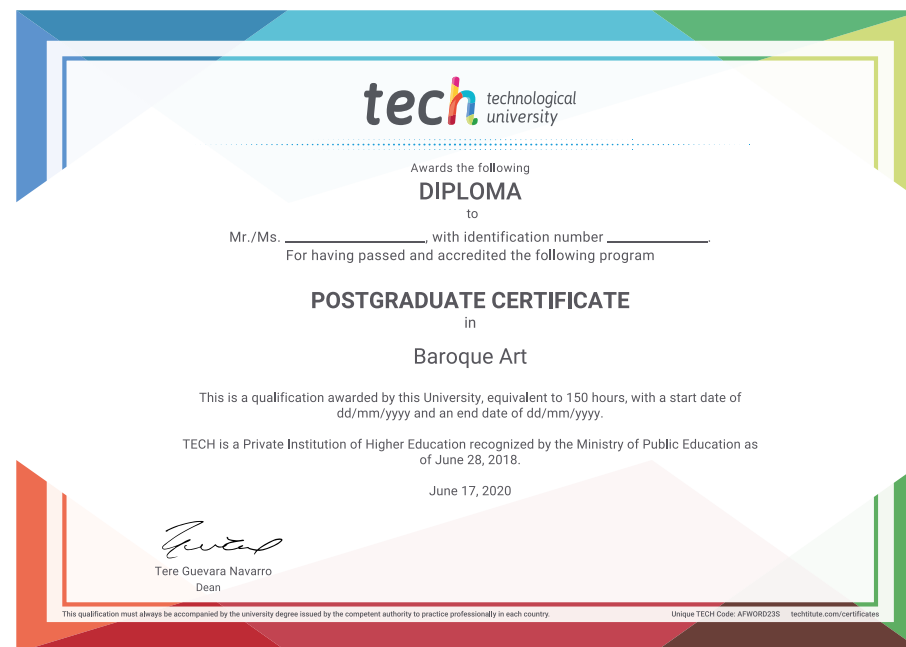 tech technological
university
Awards the following
DIPLOMA
to
Mr./Ms. ____________________, with identification number ______________.
For having passed and accredited the following program
POSTGRADUATE CERTIFICATE
in
Baroque Art
This is a qualification awarded by this University, equivalent to 150 hours, with a start date of
dd/mm/yyyy and an end date of dd/mm/yyyy.
TECH is a Private Institution of Higher Education recognized by the Ministry of Public Education as
of June 28, 2018.
June 17, 2020
Tere Guevara Navarro
Dean
This qualification must always be accompanied by the university degree issued by the competent authority to practice professionally in each country.
Unique TECH Code: AFWORD23S techtitute.com/certificates